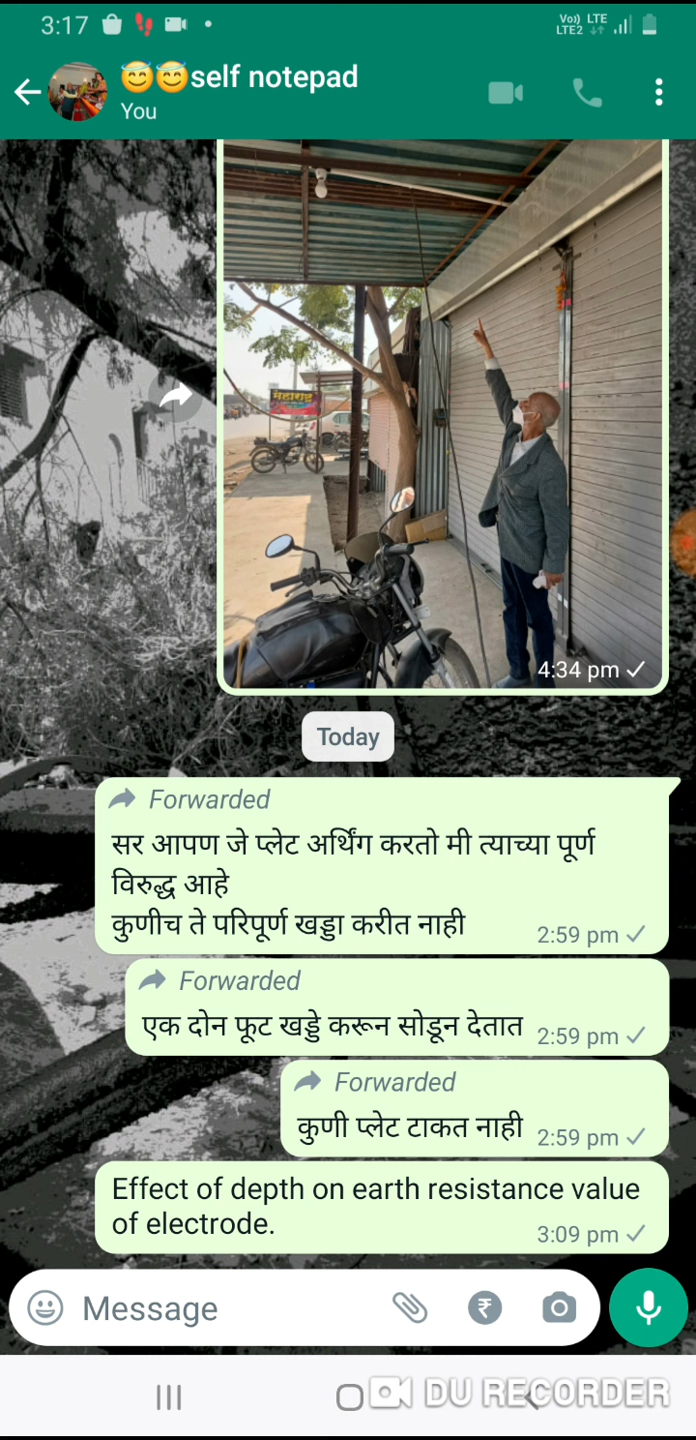 3:17
Vo)) LTE
LTE2
😇😇self notepad
You
महाराष्ट्र
4:34 pm
Today
Forwarded
सर आपण जे प्लेट अर्थिंग करतो मी त्याच्या पूर्ण
विरुद्ध आहे
कुणीच ते परिपूर्ण खड्डा करीत नाही
2:59 pm
Forwarded
एक दोन फूट खड्डे करून सोडून देतात
2:59 pm
Forwarded
कुणी प्लेट टाकत नाही
2:59 pm
Effect of depth on earth resistance value
of electrode.
3:09 pm
Message
DU RECORDER